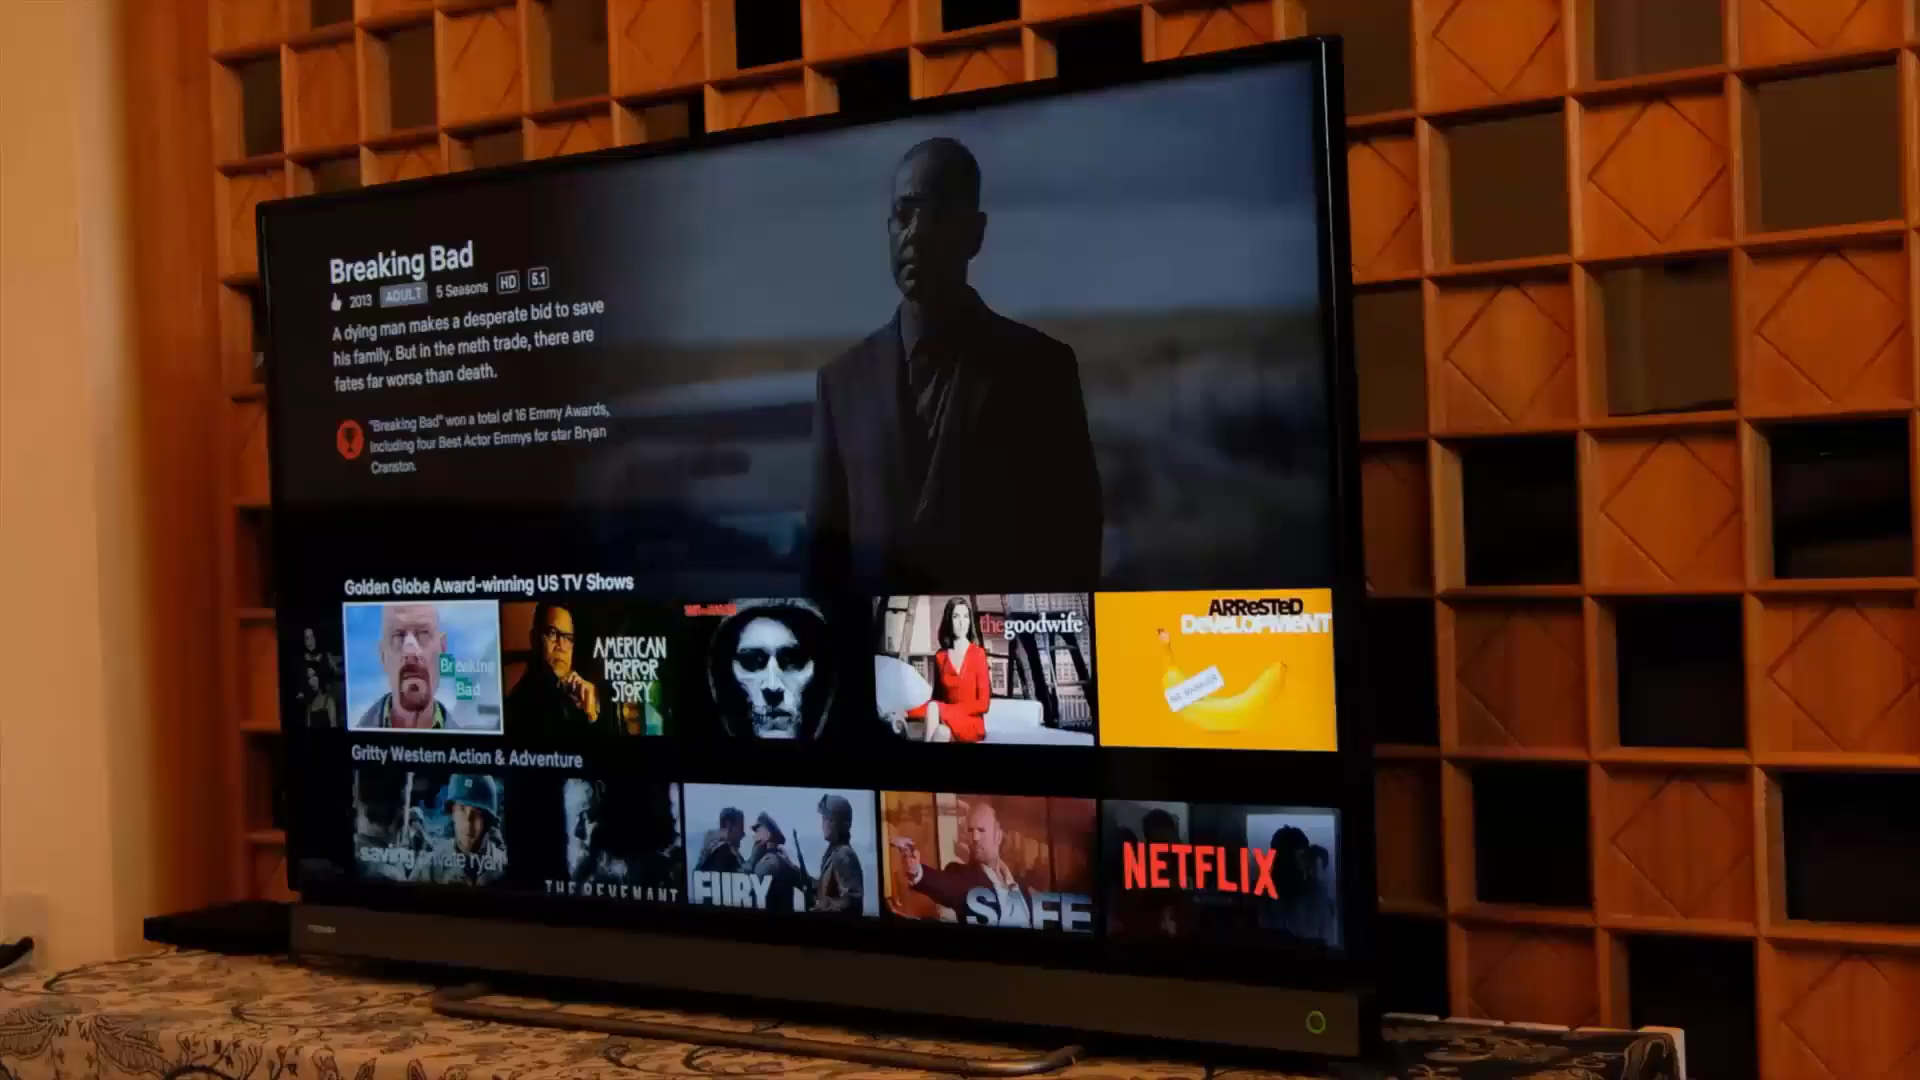 Breaking Bad
2013 ADULT 5 Seasons HD 5.1
A dying man makes a desperate bid to save
his family. But in the meth trade, there are
fates far worse than death.
"Breaking Bad" won a total of 16 Emmy Awards,
including four Best Actor Emmys for star Bryan
Cranston.
Golden Globe Award-winning US TV Shows
Breaking
Bad
AMERICAN
HORROR
STORY
thegoodwife
ARResTeD
DeveLOPMeNT
MR. BANNGER
Gritty Western Action & Adventure
saving private ryan
THE REVENANT
FURY
SAFE
NETFLIX
TOSHIBA